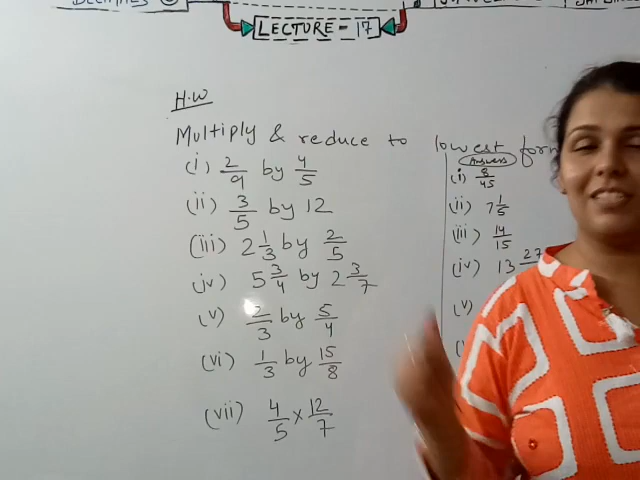 LECTURE - 17
H.W
Multiply & reduce to lowest form
Answers
(i) 2/9 by 4/5
(ii) 3/5 by 12
(iii) 2 1/3 by 2/5
(iv) 5 3/4 by 2 3/7
(v) 2/3 by 5/4
(vi) 1/3 by 15/8
(vii) 4/5 × 12/7
(i) 8/45
(ii) 7 1/5
(iii) 14/15
(iv) 13 27
(v)